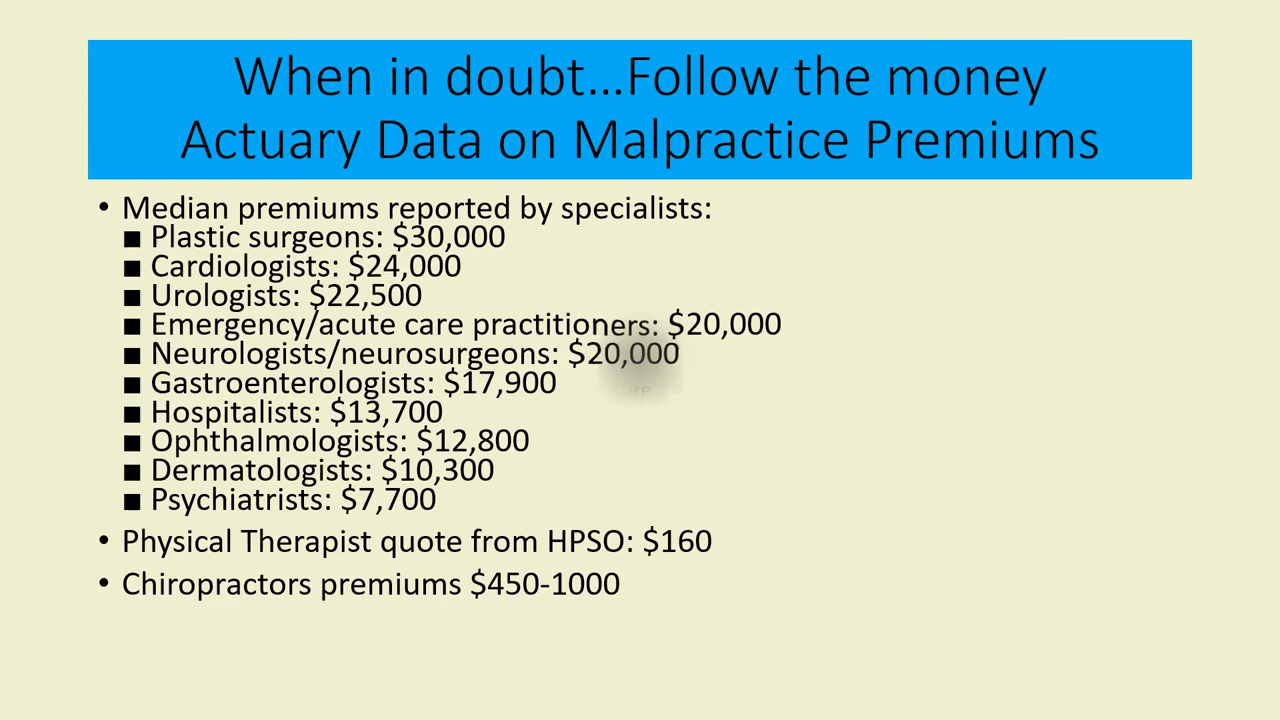 When in doubt...Follow the money
Actuary Data on Malpractice Premiums
• Median premiums reported by specialists:
■ Plastic surgeons: $30,000
■ Cardiologists: $24,000
■ Urologists: $22,500
■ Emergency/acute care practitioners: $20,000
■ Neurologists/neurosurgeons: $20,000
■ Gastroenterologists: $17,900
■ Hospitalists: $13,700
■ Ophthalmologists: $12,800
■ Dermatologists: $10,300
■ Psychiatrists: $7,700
• Physical Therapist quote from HPSO: $160
• Chiropractors premiums $450-1000